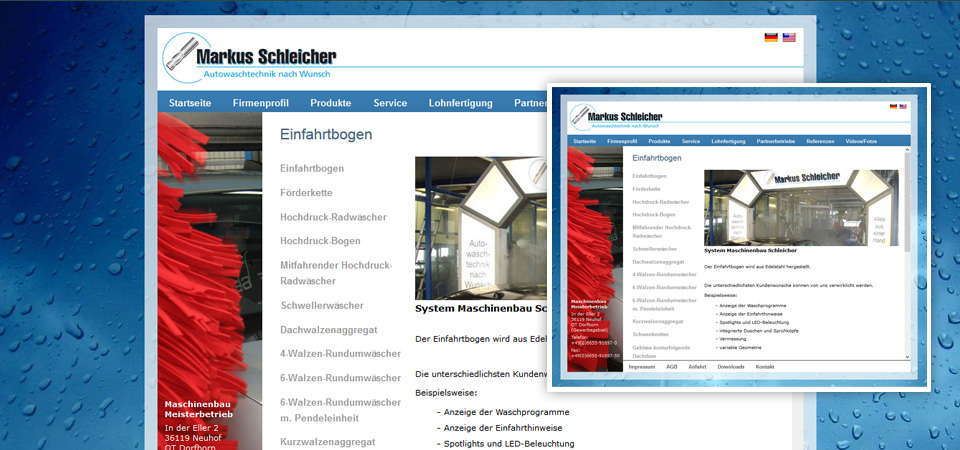 Markus Schleicher
Autowaschtechnik nach Wunsch
Startseite Firmenprofil Produkte Service Lohnfertigung Partner
Einfahrtbogen
Einfahrtbogen
Förderkette
Hochdruck-Radwäscher
Hochdruck-Bogen
Mitfahrender Hochdruck-
Radwäscher
Schwellerwäscher
Dachwalzenaggregat
4-Walzen-Rundumwäscher
6-Walzen-Rundumwäscher
6-Walzen-Rundumwäscher
m. Pendeleinheit
Kurzwalzenaggregat
Maschinenbau
Meisterbetrieb
In der Eller 2
36119 Neuhof
OT Dorfborn
Auto-
wasch-
technik
nach
Wunsch
System Maschinenbau Sc
Der Einfahrtbogen wird aus Edel
Die unterschiedlichsten Kundenw
Beispielsweise:
- Anzeige der Waschprogramme
- Anzeige der Einfahrthinweise
- Spotlights und LED-Beleuchtung
Markus Schleicher
Autowaschtechnik nach Wunsch
Startseite Firmenprofil Produkte Service Lohnfertigung Partnerbetriebe Referenzen Videos/Fotos
Einfahrtbogen
Einfahrtbogen
Förderkette
Hochdruck-Radwäscher
Hochdruck-Bogen
Mitfahrender Hochdruck-
Radwäscher
Schwellerwäscher
Dachwalzenaggregat
4-Walzen-Rundumwäscher
6-Walzen-Rundumwäscher
6-Walzen-Rundumwäscher
m. Pendeleinheit
Kurzwalzenaggregat
Schwenkmitter
Gebläse konturfolgende
Dachdüse
Maschinenbau
Meisterbetrieb
In der Eller 2
36119 Neuhof
OT Dorfborn
(Gewerbegebiet)
Telefon:
+49(0)6655-91697-0
Fax:
+49(0)6655-91697-50
Markus Schleicher
Auto-
wasch-
technik
nach
Wunsch
Alles
aus
einer
Hand
System Maschinenbau Schleicher
Der Einfahrtbogen wird aus Edelstahl hergestellt.
Die unterschiedlichsten Kundenwünsche können von uns verwirklicht werden.
Beispielsweise:
- Anzeige der Waschprogramme
- Anzeige der Einfahrthinweise
- Spotlights und LED-Beleuchtung
- integrierte Duschen und Sprühköpfe
- Vermessung
- variable Geometrie
Impressum AGB Anfahrt Downloads Kontakt